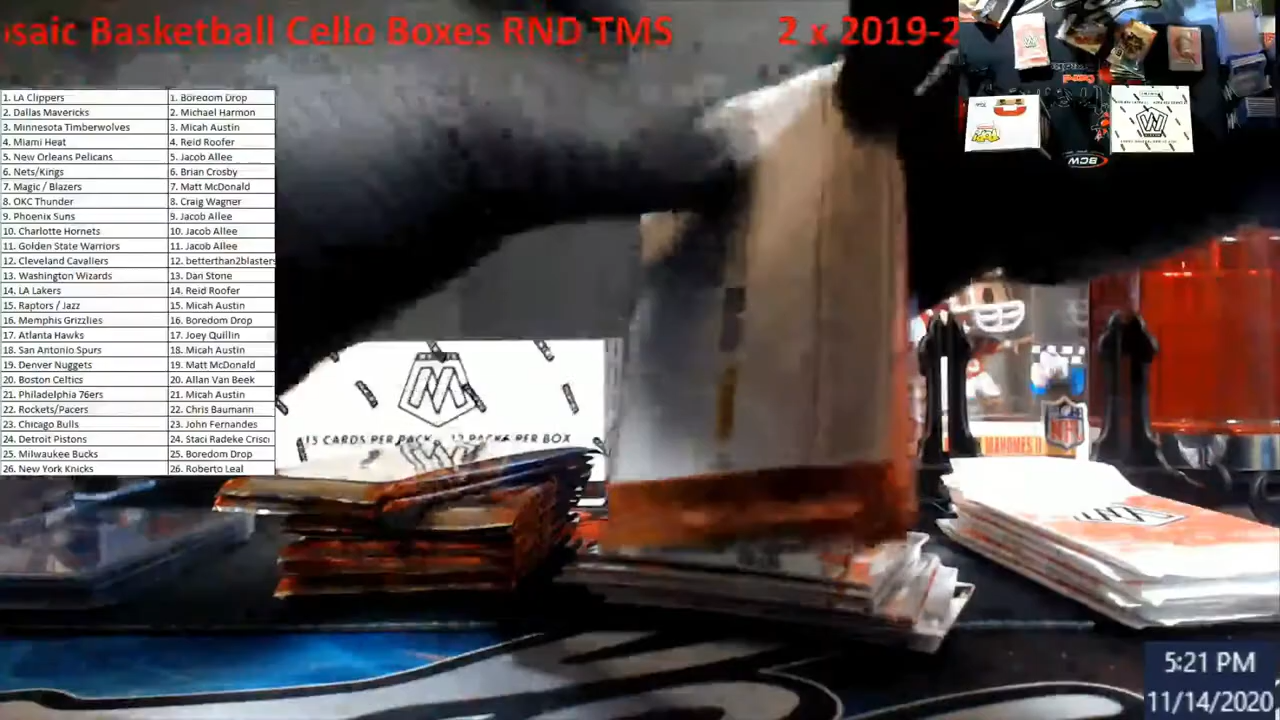 saic Basketball Cello Boxes RND TMS 2 x 2019-2
1. LA Clippers 1. Boredom Drop
2. Dallas Mavericks 2. Michael Harmon
3. Minnesota Timberwolves 3. Micah Austin
4. Miami Heat 4. Reid Roofer
5. New Orleans Pelicans 5. Jacob Allee
6. Nets/Kings 6. Brian Crosby
7. Magic / Blazers 7. Matt McDonald
8. OKC Thunder 8. Craig Wagner
9. Phoenix Suns 9. Jacob Allee
10. Charlotte Hornets 10. Jacob Allee
11. Golden State Warriors 11. Jacob Allee
12. Cleveland Cavaliers 12. betterthan2blasters
13. Washington Wizards 13. Dan Stone
14. LA Lakers 14. Reid Roofer
15. Raptors / Jazz 15. Micah Austin
16. Memphis Grizzlies 16. Boredom Drop
17. Atlanta Hawks 17. Joey Quillin
18. San Antonio Spurs 18. Micah Austin
19. Denver Nuggets 19. Matt McDonald
20. Boston Celtics 20. Allan Van Beek
21. Philadelphia 76ers 21. Micah Austin
22. Rockets/Pacers 22. Chris Baumann
23. Chicago Bulls 23. John Fernandes
24. Detroit Pistons 24. Staci Radeke Crisci
25. Milwaukee Bucks 25. Boredom Drop
26. New York Knicks 26. Roberto Leal
15 CARDS PER PACK 12 PACKS PER BOX
BCW
NFL
MAHOMES II
5:21 PM
11/14/2020